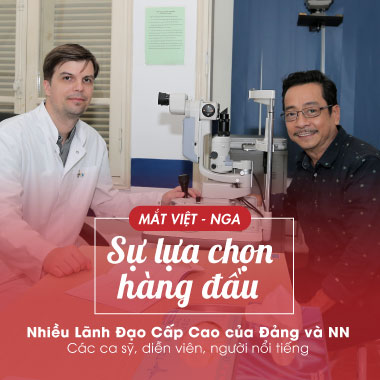 MẮT VIỆT - NGA
Sự lựa chọn
hàng đầu
Nhiều Lãnh Đạo Cấp Cao của Đảng và NN
Các ca sỹ, diễn viên, người nổi tiếng